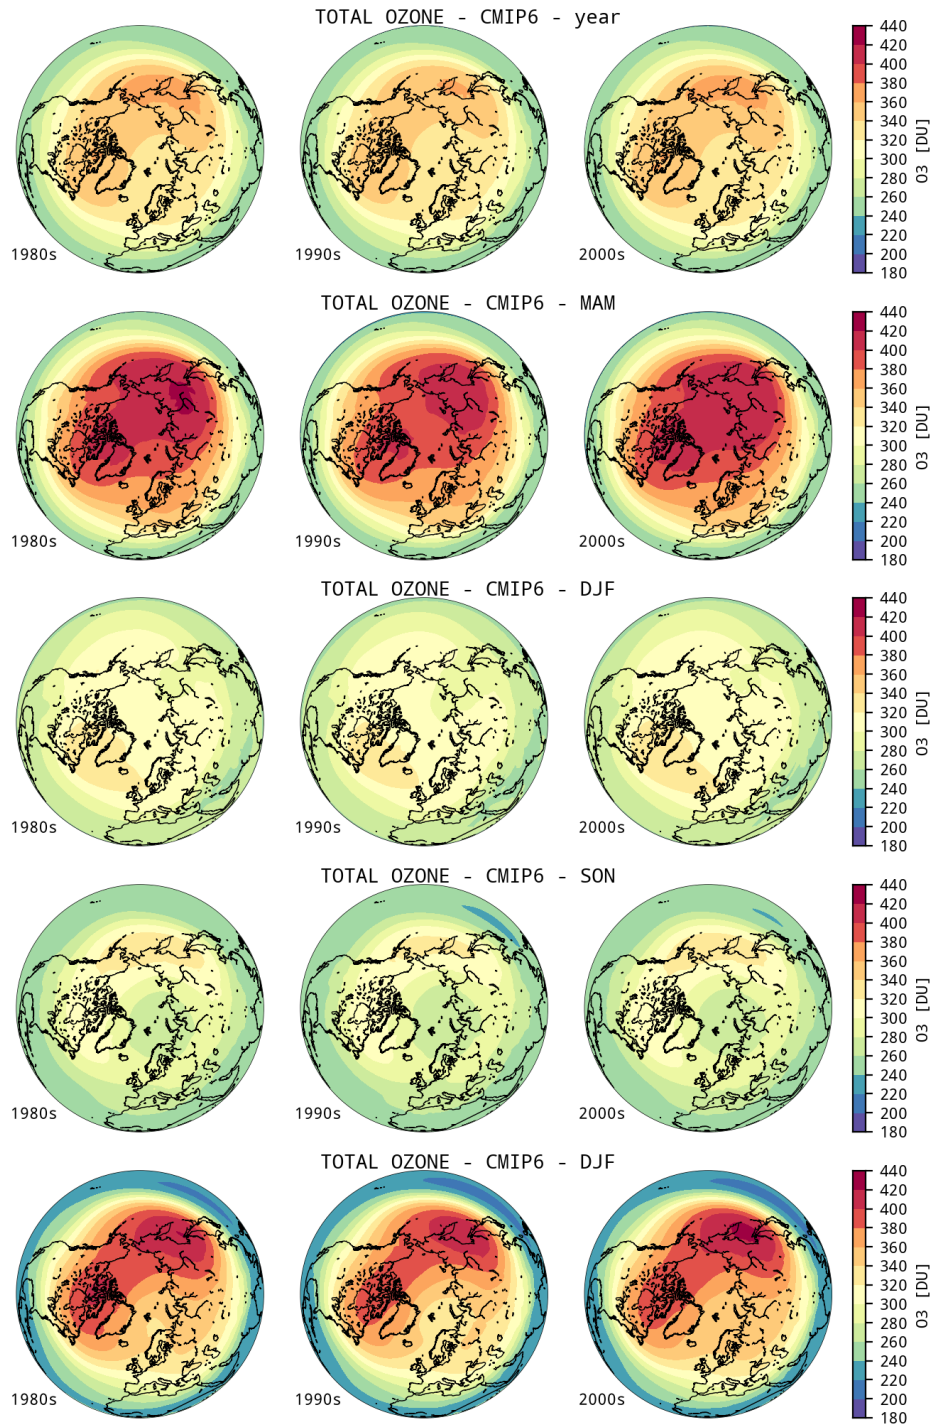 TOTAL OZONE - CMIP6 - year
440
420
400
380
360
340
320
300
280
260
240
220
200
180
O3 [DU]
1980s
1990s
2000s
TOTAL OZONE - CMIP6 - MAM
440
420
400
380
360
340
320
300
280
260
240
220
200
180
O3 [DU]
1980s
1990s
2000s
TOTAL OZONE - CMIP6 - DJF
440
420
400
380
360
340
320
300
280
260
240
220
200
180
O3 [DU]
1980s
1990s
2000s
TOTAL OZONE - CMIP6 - SON
440
420
400
380
360
340
320
300
280
260
240
220
200
180
O3 [DU]
1980s
1990s
2000s
TOTAL OZONE - CMIP6 - DJF
440
420
400
380
360
340
320
300
280
260
240
220
200
180
O3 [DU]
1980s
1990s
2000s